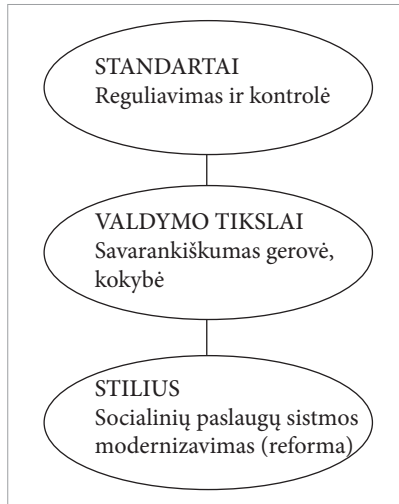 STANDARTAI
Reguliavimas ir kontrolė
VALDYMO TIKSLAI
Savarankiškumas gerovė,
kokybė
STILIUS
Socialinių paslaugų sistmos
modernizavimas (reforma)